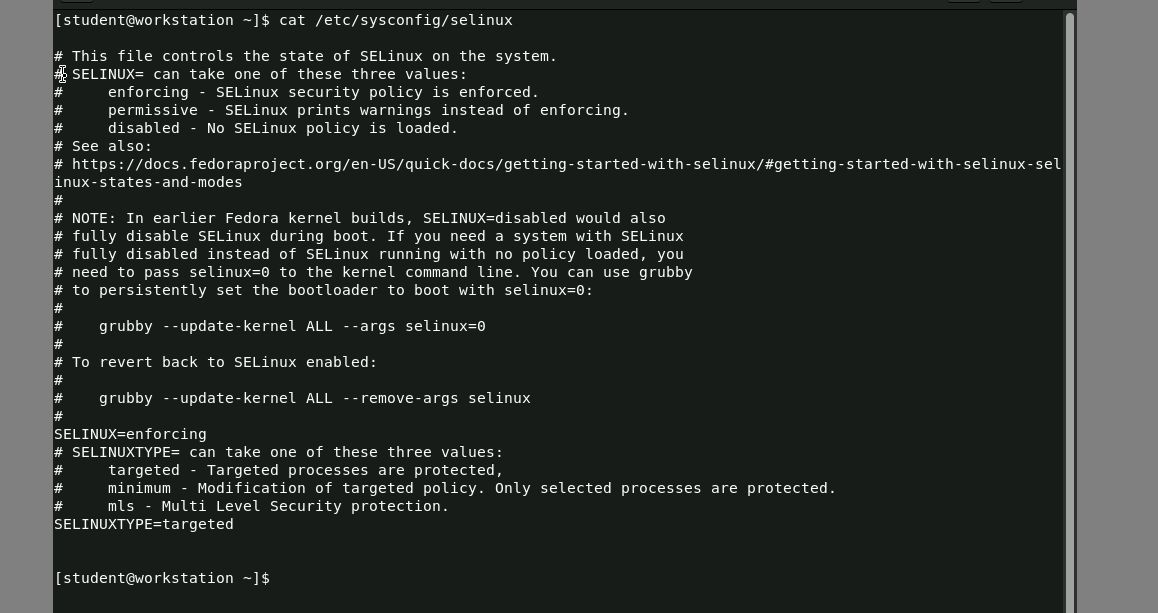 [student@workstation ~]$ cat /etc/sysconfig/selinux

# This file controls the state of SELinux on the system.
# SELINUX= can take one of these three values:
#     enforcing - SELinux security policy is enforced.
#     permissive - SELinux prints warnings instead of enforcing.
#     disabled - No SELinux policy is loaded.
# See also:
# https://docs.fedoraproject.org/en-US/quick-docs/getting-started-with-selinux/#getting-started-with-selinux-sel
inux-states-and-modes
#
# NOTE: In earlier Fedora kernel builds, SELINUX=disabled would also
# fully disable SELinux during boot. If you need a system with SELinux
# fully disabled instead of SELinux running with no policy loaded, you
# need to pass selinux=0 to the kernel command line. You can use grubby
# to persistently set the bootloader to boot with selinux=0:
#
#    grubby --update-kernel ALL --args selinux=0
#
# To revert back to SELinux enabled:
#
#    grubby --update-kernel ALL --remove-args selinux
#
SELINUX=enforcing
# SELINUXTYPE= can take one of these three values:
#     targeted - Targeted processes are protected,
#     minimum - Modification of targeted policy. Only selected processes are protected.
#     mls - Multi Level Security protection.
SELINUXTYPE=targeted


[student@workstation ~]$